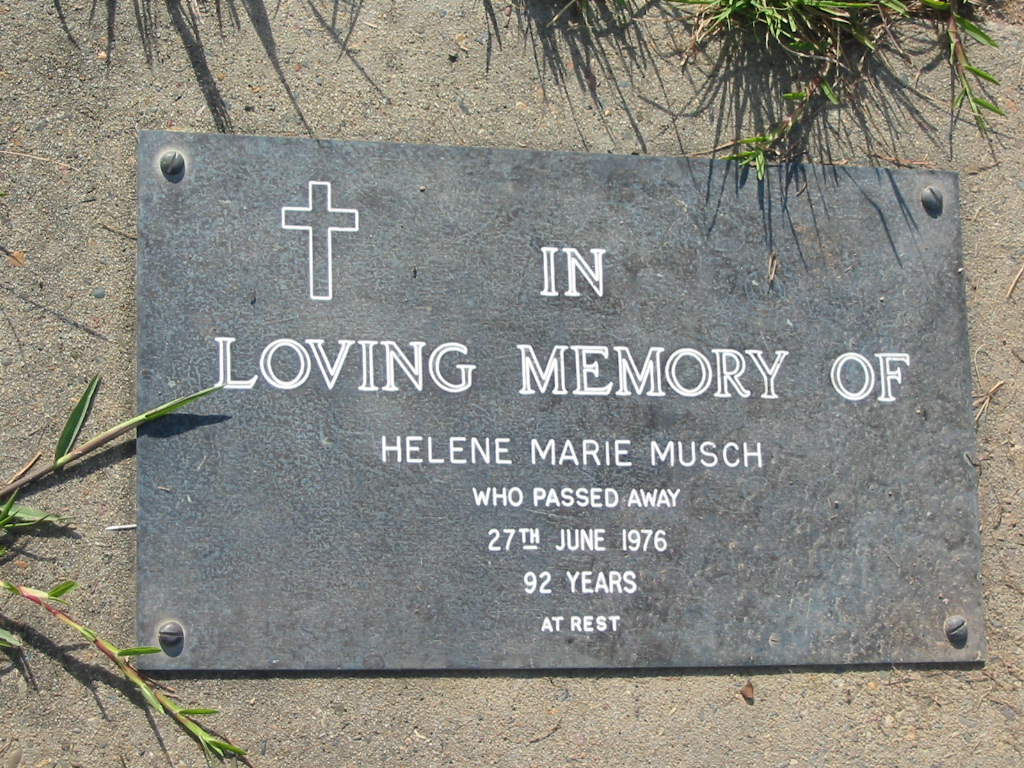 IN
LOVING MEMORY OF
HELENE MARIE MUSCH
WHO PASSED AWAY
27TH JUNE 1976
92 YEARS
AT REST